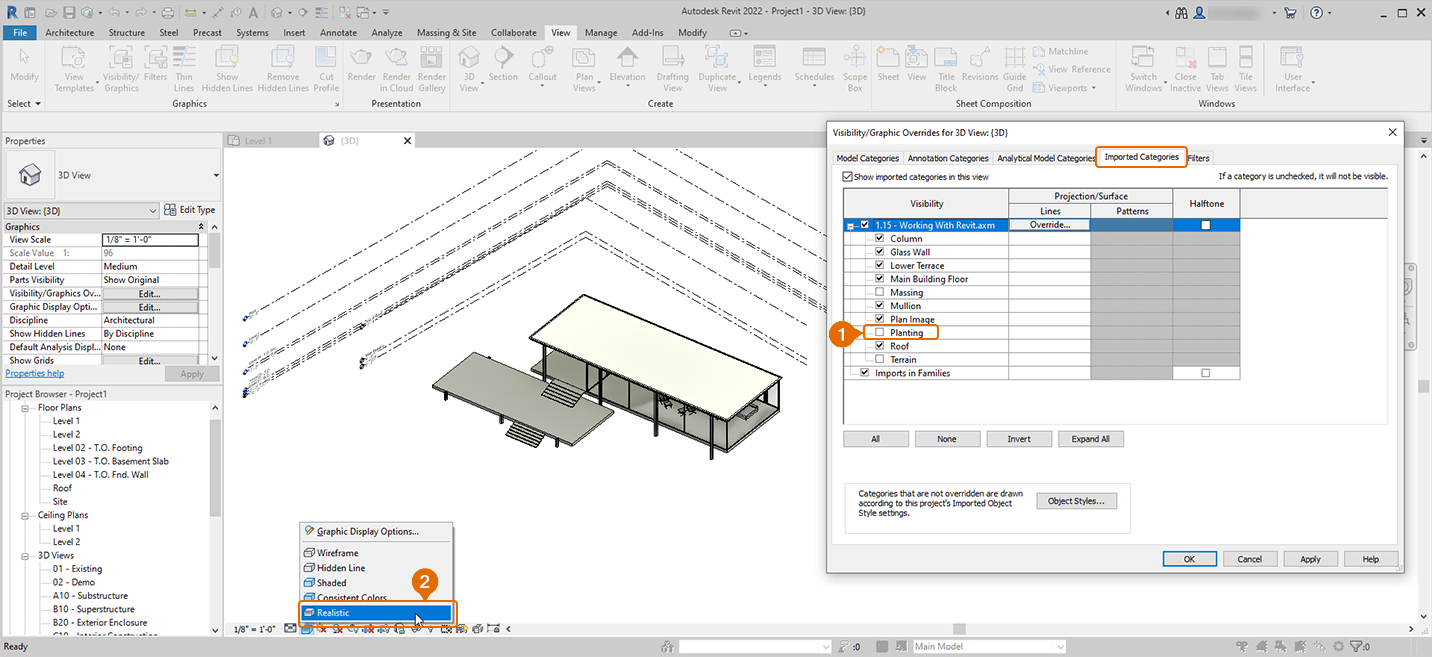 Autodesk Revit 2022 - Project1 - 3D View: {3D}
File Architecture Structure Steel Precast Systems Insert Annotate Analyze Massing & Site Collaborate View Manage Add-Ins Modify
Modify
View Templates
Visibility/ Graphics
Filters
Thin Lines
Show Hidden Lines
Remove Hidden Lines
Cut Profile
Render
Render in Cloud
Render Gallery
3D View
Section
Callout
Plan Views
Elevation
Drafting View
Duplicate View
Legends
Schedules
Scope Box
Sheet
View
Title Block
Revisions
Guide Grid
Matchline
View Reference
Viewports
Switch Windows
Close Inactive
Tab Views
Tile Views
User Interface
Select Graphics Presentation Create Sheet Composition Windows
Properties
3D View
3D View: {3D} Edit Type
Graphics
View Scale 1/8" = 1'-0"
Scale Value 1: 96
Detail Level Medium
Parts Visibility Show Original
Visibility/Graphics Ov... Edit...
Graphic Display Opti... Edit...
Discipline Architectural
Show Hidden Lines By Discipline
Default Analysis Displ... None
Show Grids Edit...
Properties help Apply
Project Browser - Project1
Floor Plans
Level 1
Level 2
Level 02 - T.O. Footing
Level 03 - T.O. Basement Slab
Level 04 - T.O. Fnd. Wall
Roof
Site
Ceiling Plans
Level 1
Level 2
3D Views
01 - Existing
02 - Demo
A10 - Substructure
B10 - Superstructure
B20 - Exterior Enclosure
C10 - Interior Construction
Level 1 {3D}
Graphic Display Options...
Wireframe
Hidden Line
Shaded
Consistent Colors
Realistic
2
1/8" = 1'-0"
Visibility/Graphic Overrides for 3D View: {3D}
Model Categories Annotation Categories Analytical Model Categories Imported Categories Filters
Show imported categories in this view If a category is unchecked, it will not be visible.
Visibility Projection/Surface Halftone
Lines Patterns
1.15 - Working With Revit.axm Override...
Column
Glass Wall
Lower Terrace
Main Building Floor
Massing
Mullion
Plan Image
1 Planting
Roof
Terrain
Imports in Families
All None Invert Expand All
Categories that are not overridden are drawn
according to this project's Imported Object
Style settings.
Object Styles...
OK Cancel Apply Help
Ready :0 Main Model :0